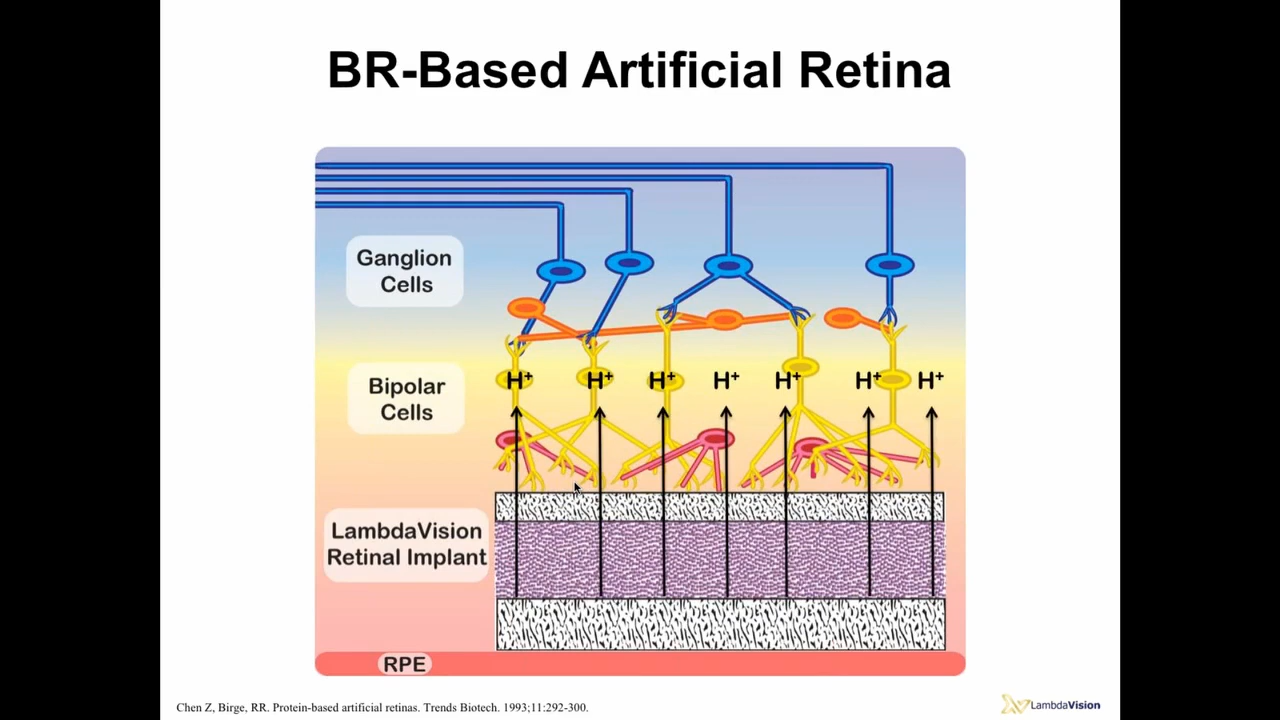 BR-Based Artificial Retina
Ganglion
Cells
Bipolar
Cells
H⁺ H⁺ H⁺ H⁺ H⁺ H⁺ H⁺
LambdaVision
Retinal Implant
RPE
Chen Z, Birge, RR. Protein-based artificial retinas. Trends Biotech. 1993;11:292-300.
LambdaVision